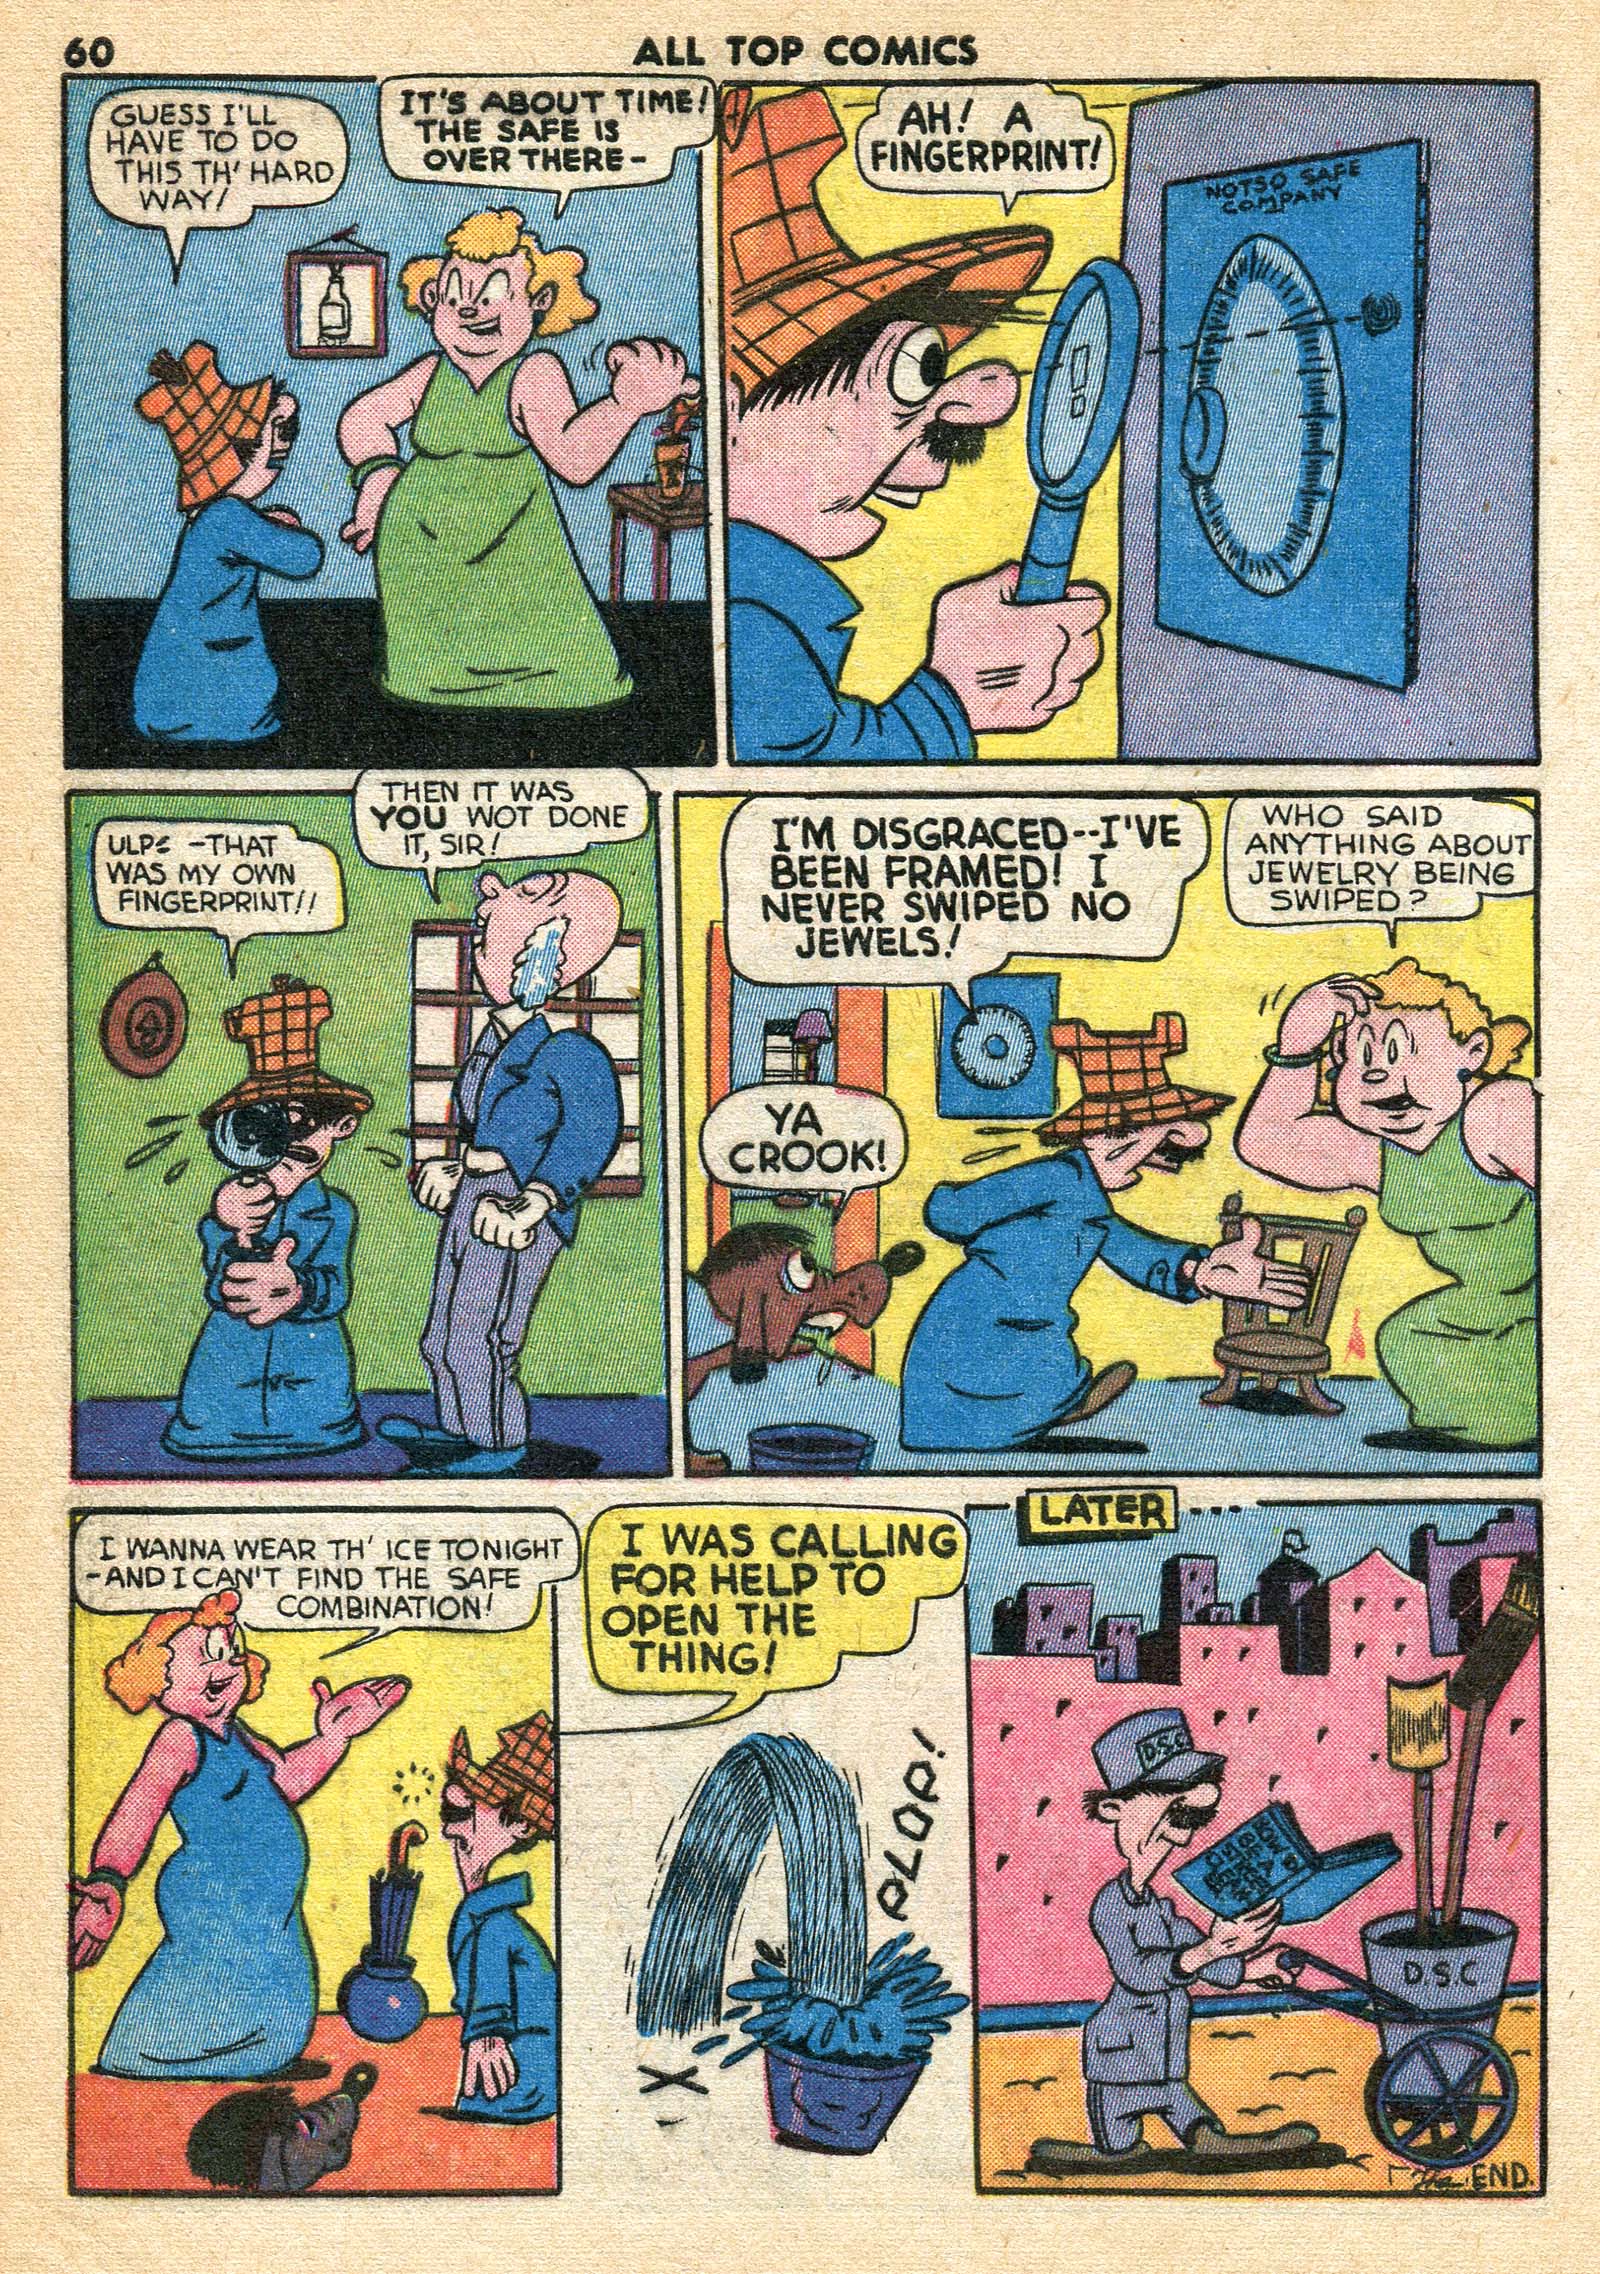 60
ALL TOP COMICS
GUESS I'LL
HAVE TO DO
THIS TH' HARD
WAY!
IT'S ABOUT TIME!
THE SAFE IS
OVER THERE-
AH! A
FINGERPRINT!
NOTSO SAFE
COMPANY
ULP -THAT
WAS MY OWN
FINGERPRINT!!
THEN IT WAS
YOU WOT DONE
IT, SIR!
I'M DISGRACED--I'VE
BEEN FRAMED! I
NEVER SWIPED NO
JEWELS!
YA
CROOK!
WHO SAID
ANYTHING ABOUT
JEWELRY BEING
SWIPED?
I WANNA WEAR TH' ICE TONIGHT
-AND I CAN'T FIND THE SAFE
COMBINATION!
I WAS CALLING
FOR HELP TO
OPEN THE
THING!
PLOP!
LATER...
D.S.C.
HOW
BE A
D.S.C
END.